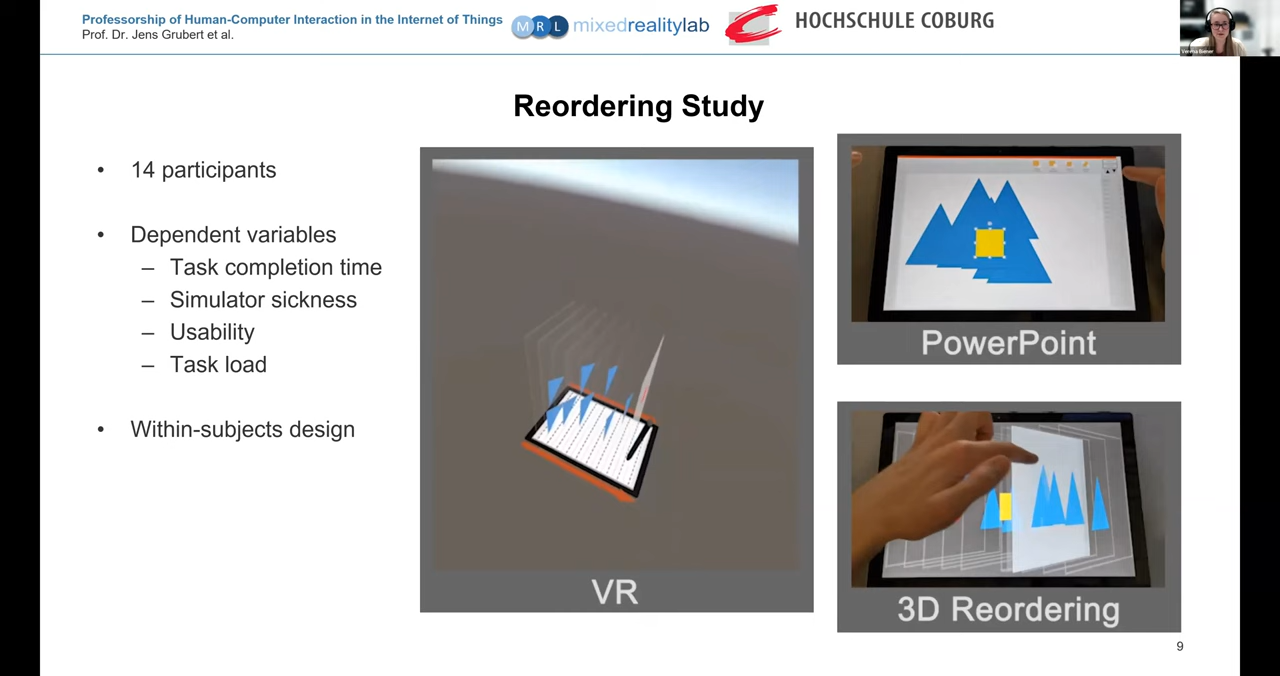 Professorship of Human-Computer Interaction in the Internet of Things
Prof. Dr. Jens Grubert et al.
MRL mixedrealitylab
HOCHSCHULE COBURG
Reordering Study
• 14 participants
• Dependent variables
– Task completion time
– Simulator sickness
– Usability
– Task load
• Within-subjects design
VR
PowerPoint
3D Reordering
9